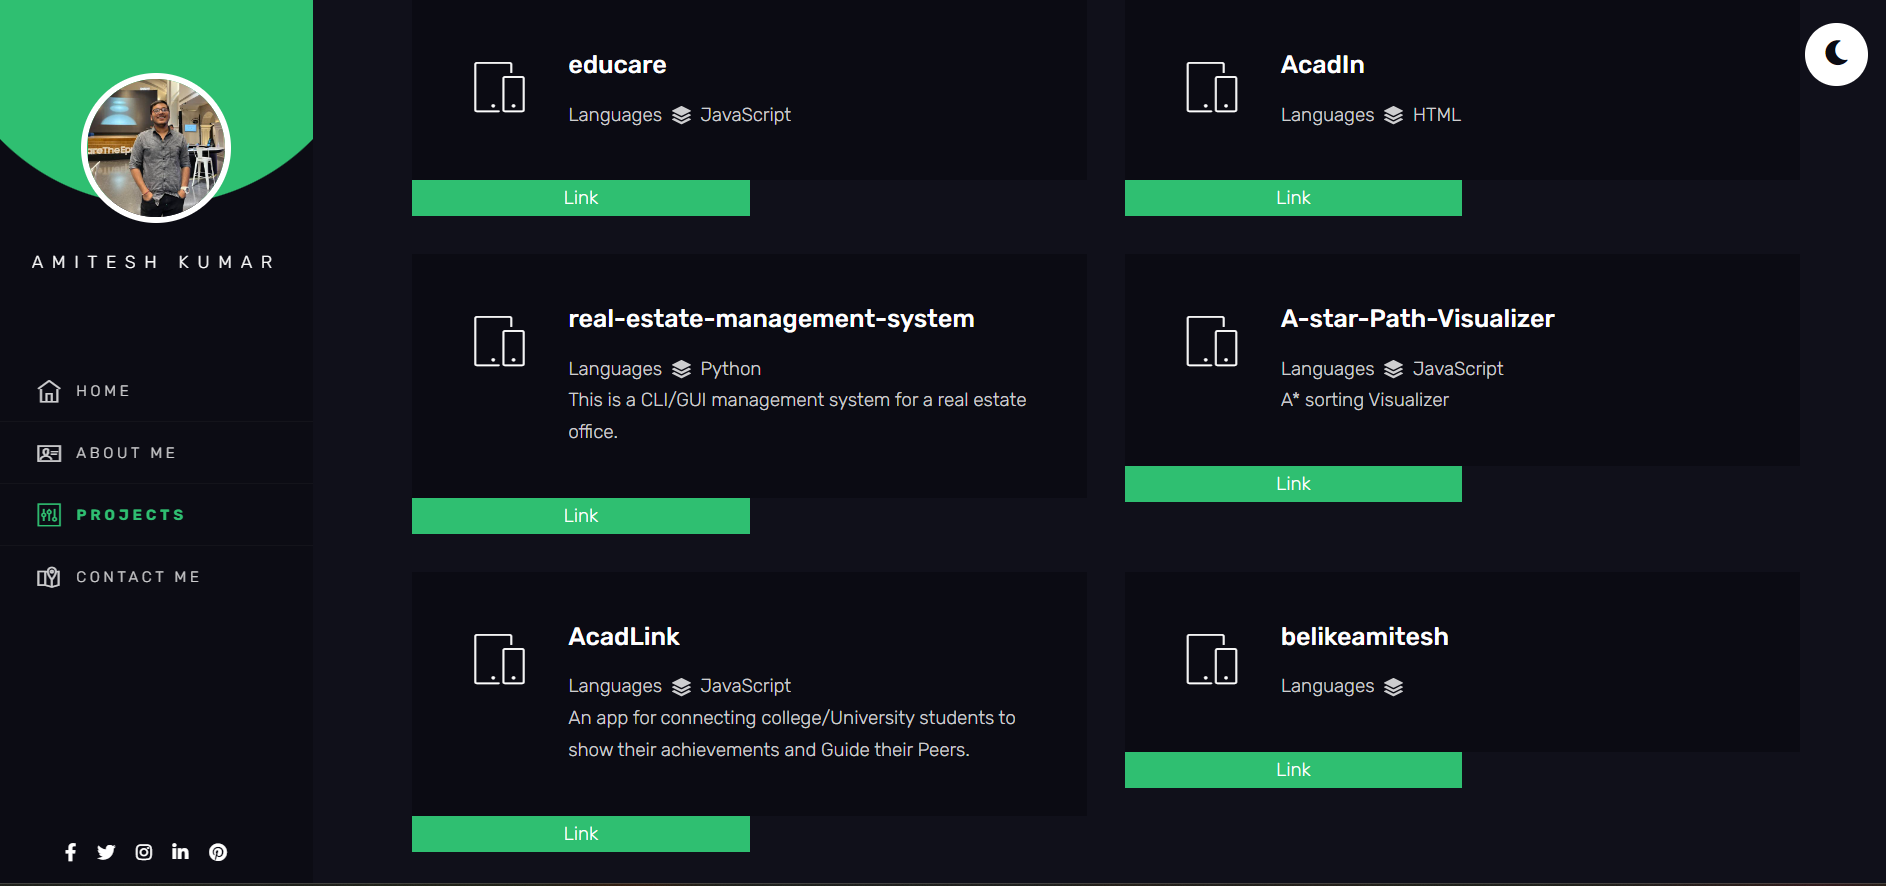 AMITESH KUMAR
HOME
ABOUT ME
PROJECTS
CONTACT ME
educare
Languages JavaScript
Link
AcadIn
Languages HTML
Link
real-estate-management-system
Languages Python
This is a CLI/GUI management system for a real estate
office.
Link
A-star-Path-Visualizer
Languages JavaScript
A* sorting Visualizer
Link
AcadLink
Languages JavaScript
An app for connecting college/University students to
show their achievements and Guide their Peers.
Link
belikeamitesh
Languages
Link